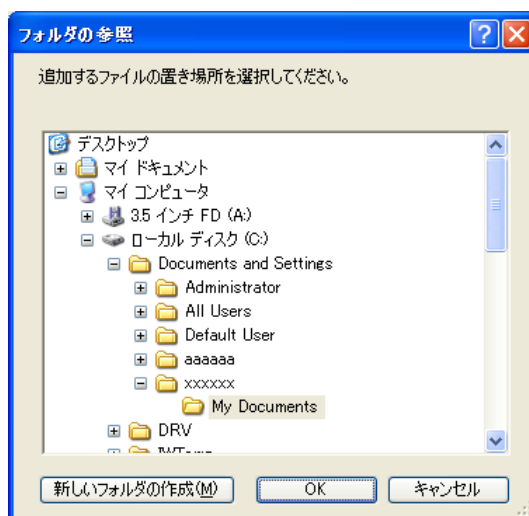 フォルダの参照
追加するファイルの置き場所を選択してください。
デスクトップ
マイ ドキュメント
マイ コンピュータ
3.5 インチ FD (A:)
ローカル ディスク (C:)
Documents and Settings
Administrator
All Users
Default User
aaaaaa
xxxxxx
My Documents
DRV
新しいフォルダの作成(M)
OK
キャンセル